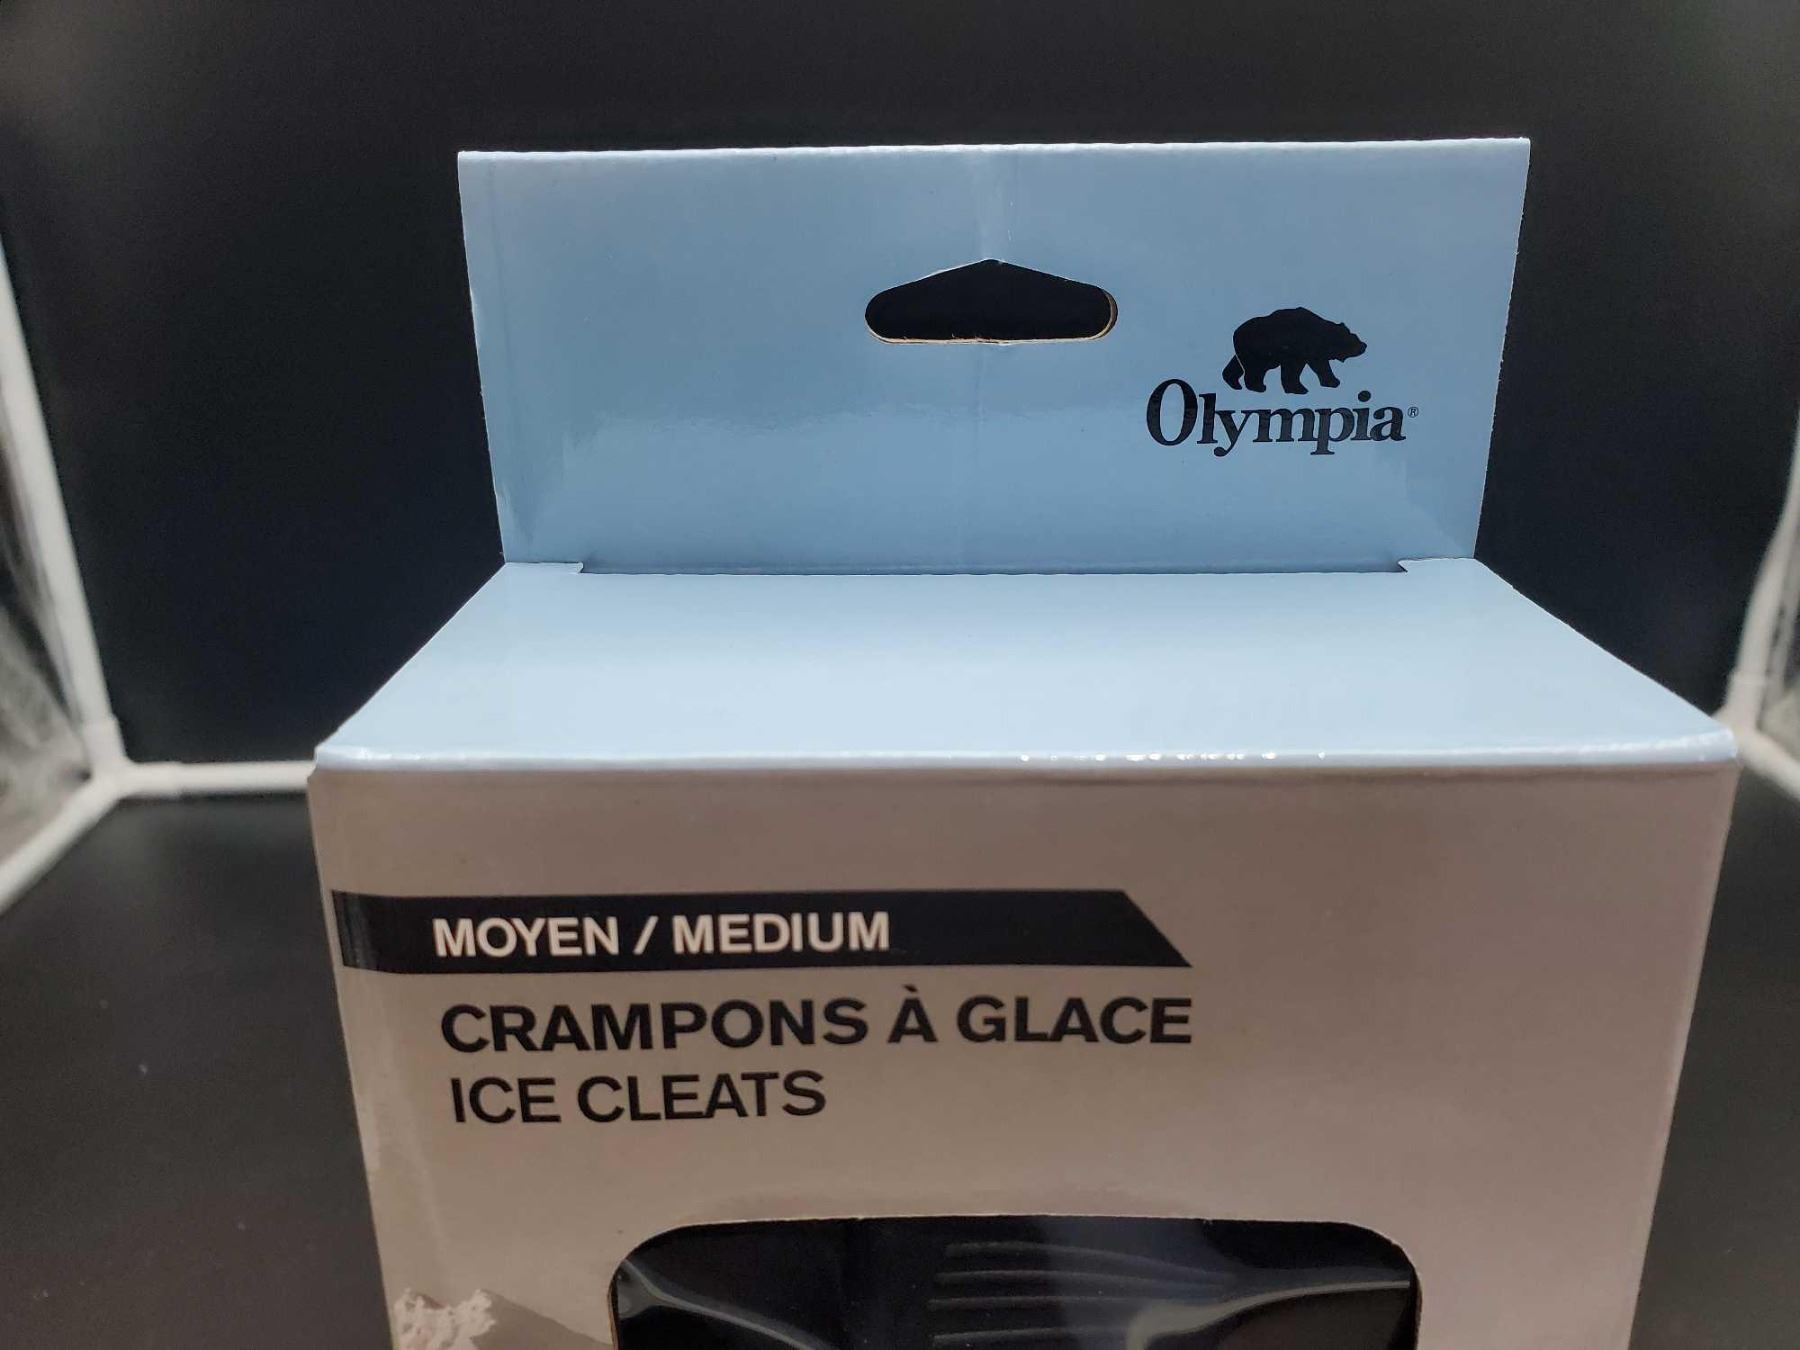 Olympia®
MOYEN / MEDIUM
CRAMPONS À GLACE
ICE CLEATS